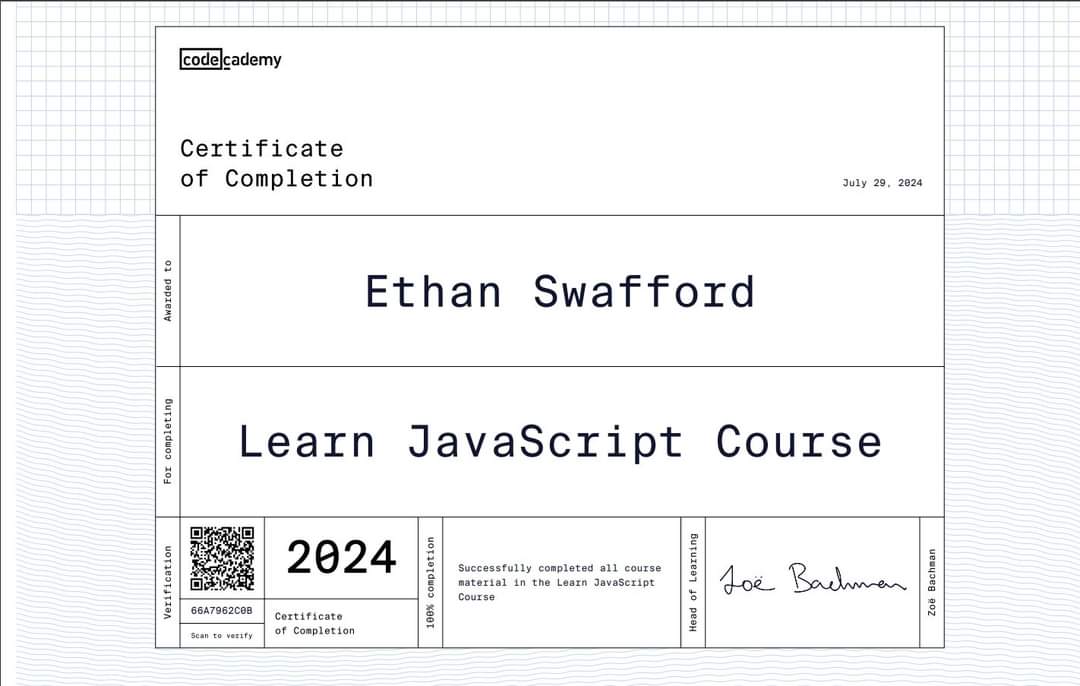 codecademy
Certificate
of Completion
July 29, 2024
Awarded to
Ethan Swafford
For completing
Learn JavaScript Course
Verification
66A7962C0B
Scan to verify
2024
Certificate
of Completion
100% completion
Successfully completed all course
material in the Learn JavaScript
Course
Head of Learning
Zoë Bachman
Zoë Bachman